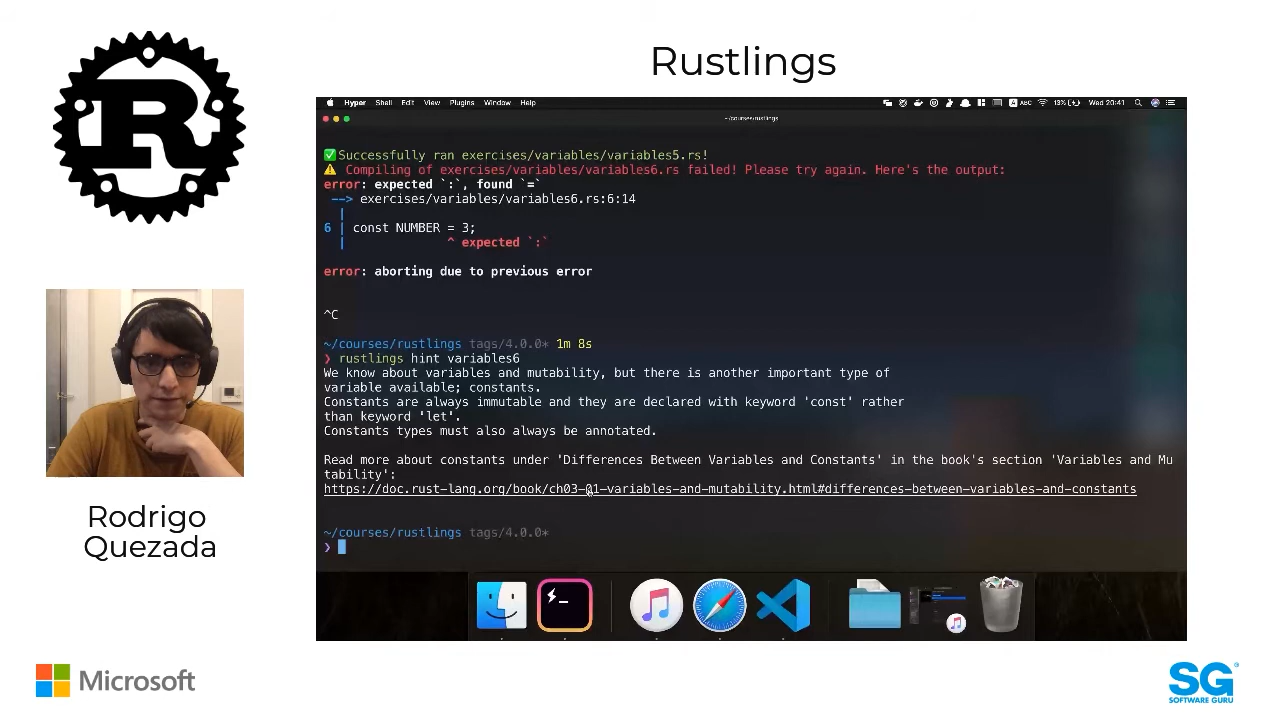 Rustlings
R
Hyper Shell Edit View Plugins Window Help
A ABC 13% Wed 20:41
~/courses/rustlings
✅Successfully ran exercises/variables/variables5.rs!
⚠️ Compiling of exercises/variables/variables6.rs failed! Please try again. Here's the output:
error: expected `:`, found `=`
--> exercises/variables/variables6.rs:6:14
|
6 | const NUMBER = 3;
| ^ expected `:`
error: aborting due to previous error
^C
~/courses/rustlings tags/4.0.0* 1m 8s
❯ rustlings hint variables6
We know about variables and mutability, but there is another important type of
variable available; constants.
Constants are always immutable and they are declared with keyword 'const' rather
than keyword 'let'.
Constants types must also always be annotated.
Read more about constants under 'Differences Between Variables and Constants' in the book's section 'Variables and Mu
tability':
https://doc.rust-lang.org/book/ch03-01-variables-and-mutability.html#differences-between-variables-and-constants
~/courses/rustlings tags/4.0.0*
❯
Rodrigo
Quezada
Microsoft
SG
SOFTWARE GURU